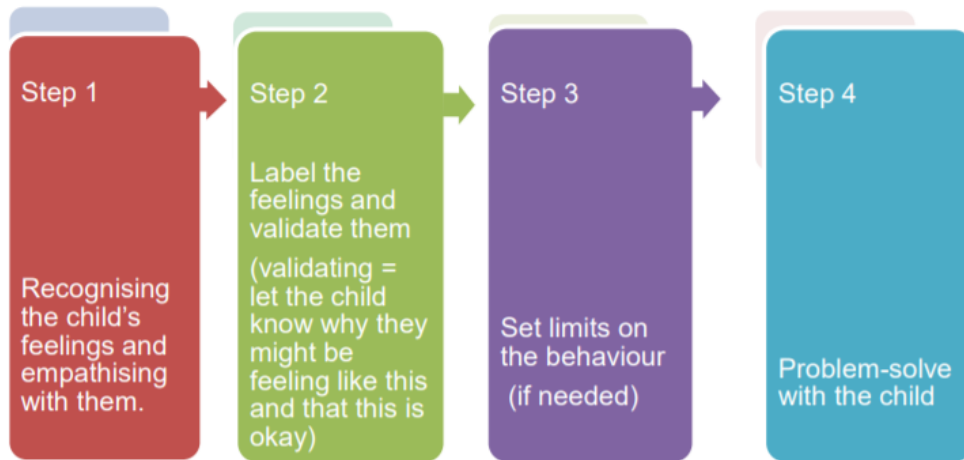 Step 1
Recognising
the child's
feelings and
empathising
with them.
Step 2
Label the
feelings and
validate them
(validating =
let the child
know why they
might be
feeling like this
and that this is
okay)
Step 3
Set limits on
the behaviour
(if needed)
Step 4
Problem-solve
with the child